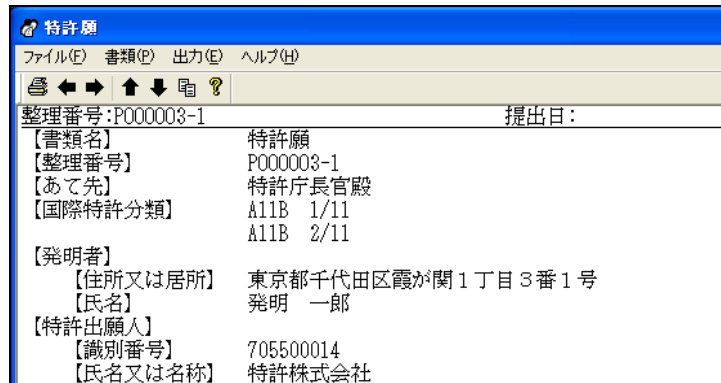 特許願
ファイル(F) 書類(P) 出力(E) ヘルプ(H)
整理番号:P000003-1 提出日:
【書類名】 特許願
【整理番号】 P000003-1
【あて先】 特許庁長官殿
【国際特許分類】 A11B 1/11
A11B 2/11
【発明者】
【住所又は居所】 東京都千代田区霞が関１丁目３番１号
【氏名】 発明 一郎
【特許出願人】
【識別番号】 705500014
【氏名又は名称】 特許株式会社